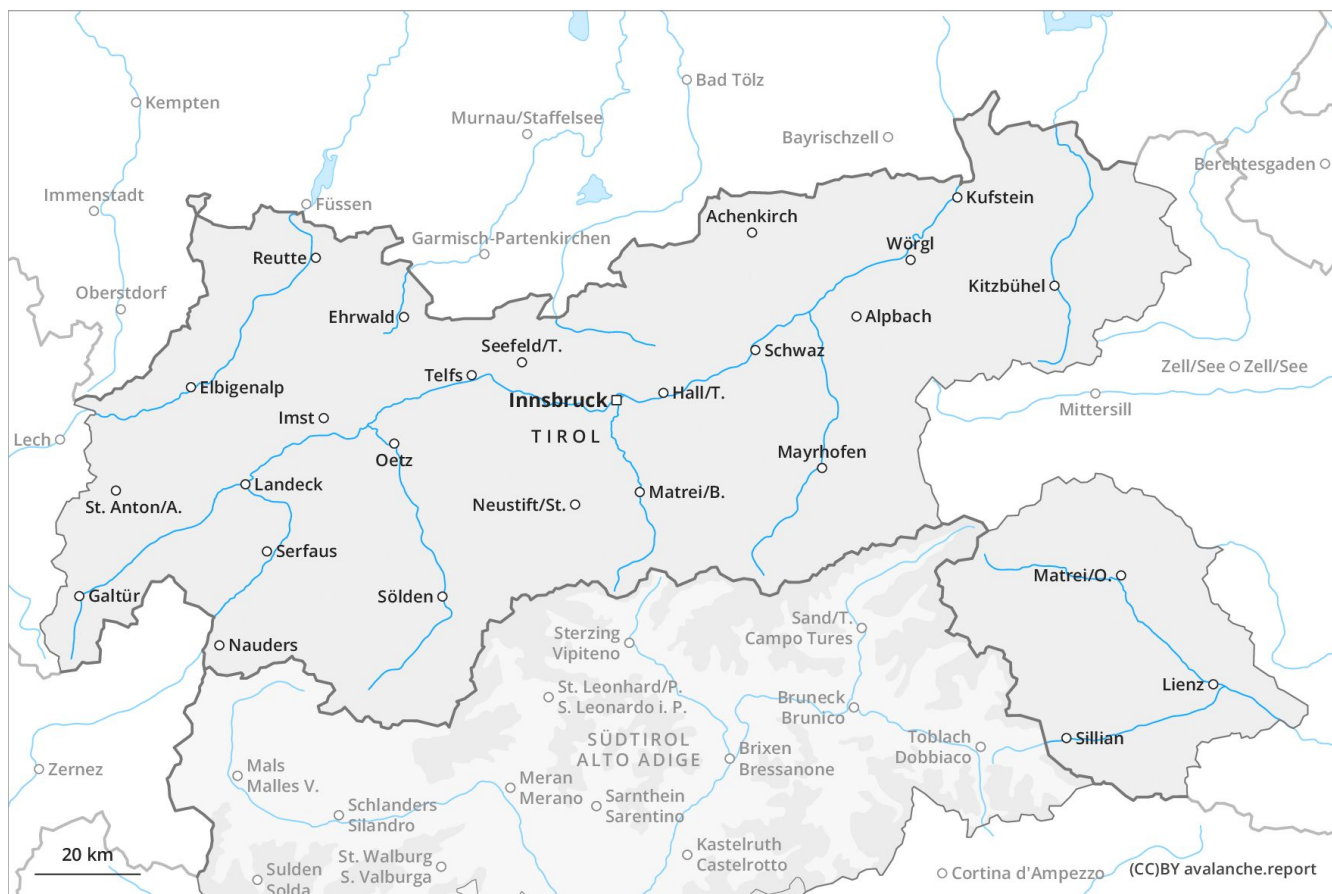 Bad Tölz
Kempten
Murnau/Staffelsee
Bayrischzell
Berchtesgaden
Immenstadt
Füssen
Kufstein
Achenkirch
Garmisch-Partenkirchen
Wörgl
Reutte
Kitzbühel
Oberstdorf
Ehrwald
Alpbach
Seefeld/T.
Schwaz
Zell/See
Zell/See
Telfs
Elbigenalp
Hall/T.
Innsbruck
Mittersill
Imst
Lech
TIROL
Oetz
Mayrhofen
Landeck
Matrei/B.
St. Anton/A.
Neustift/St.
Serfaus
Matrei/O.
Galtür
Sölden
Sand/T.
Campo Tures
Sterzing
Vipiteno
Nauders
Lienz
St. Leonhard/P.
S. Leonardo i. P.
Bruneck
Brunico
SÜDTIROL
ALTO ADIGE
Toblach
Dobbiaco
Sillian
Brixen
Bressanone
Zernez
Mals
Malles V.
Meran
Merano
Sarnthein
Sarentino
Schlanders
Silandro
Kastelruth
Castelrotto
20 km
St. Walburg
S. Valburga
Sulden
Solda
Cortina d'Ampezzo
(CC)BY avalanche.report